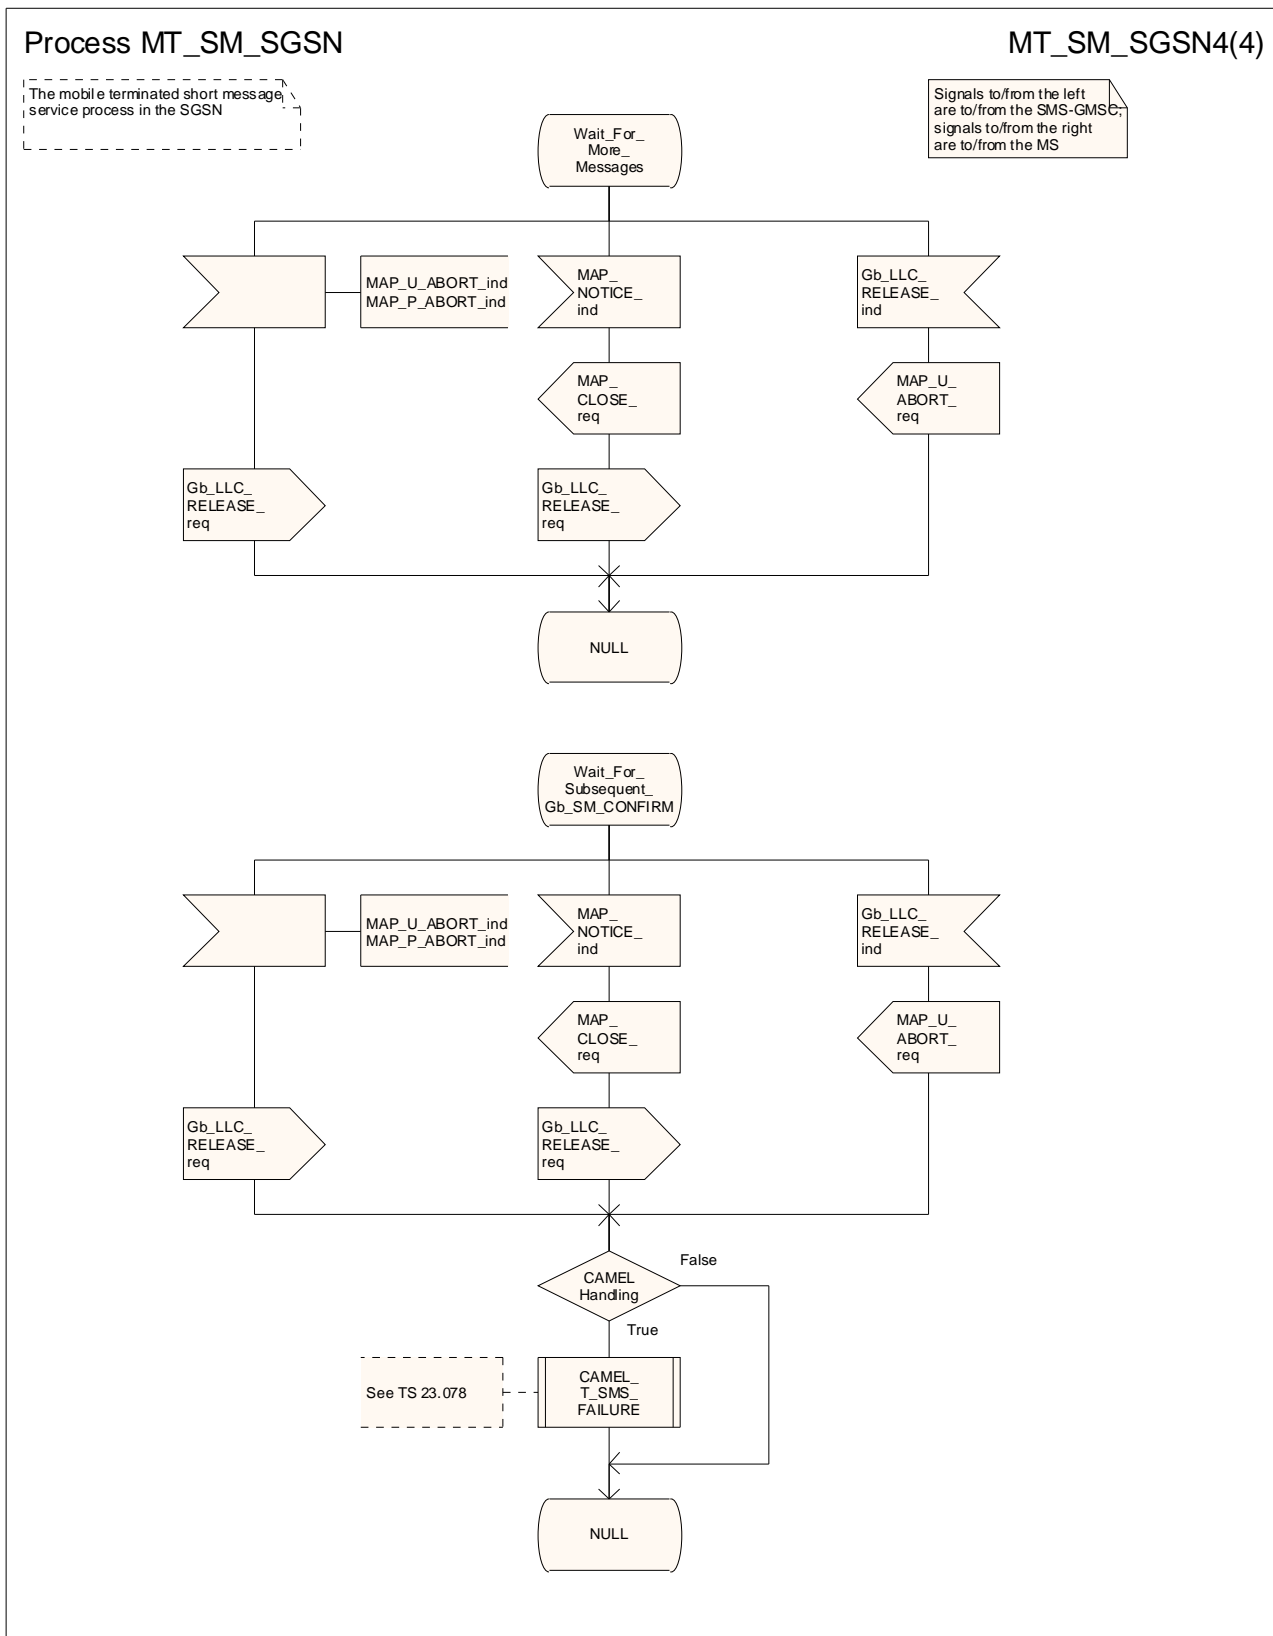 Process MT_SM_SGSN
MT_SM_SGSN4(4)
The mobile terminated short message
service process in the SGSN
Signals to/from the left
are to/from the SMS-GMSC;
signals to/from the right
are to/from the MS
Wait_For_
More_
Messages
MAP_U_ABORT_ind
MAP_P_ABORT_ind
MAP_
NOTICE_
ind
Gb_LLC_
RELEASE_
ind
MAP_
CLOSE_
req
MAP_U_
ABORT_
req
Gb_LLC_
RELEASE_
req
Gb_LLC_
RELEASE_
req
NULL
Wait_For_
Subsequent_
Gb_SM_CONFIRM
MAP_U_ABORT_ind
MAP_P_ABORT_ind
MAP_
NOTICE_
ind
Gb_LLC_
RELEASE_
ind
MAP_
CLOSE_
req
MAP_U_
ABORT_
req
Gb_LLC_
RELEASE_
req
Gb_LLC_
RELEASE_
req
False
CAMEL
Handling
True
See TS 23.078
CAMEL_
T_SMS_
FAILURE
NULL